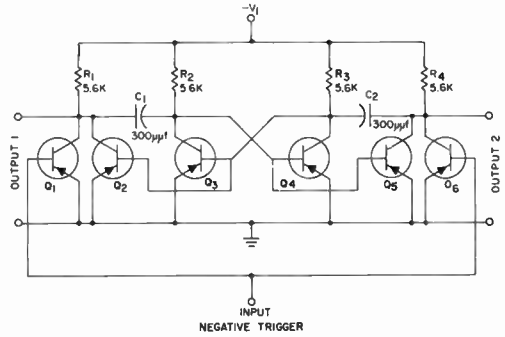 -V1
R1
5.6K
R2
5.6K
R3
5.6K
R4
5.6K
C1
300µµf
C2
300µµf
OUTPUT 1
Q1
Q2
Q3
Q4
Q5
Q6
OUTPUT 2
INPUT
NEGATIVE TRIGGER